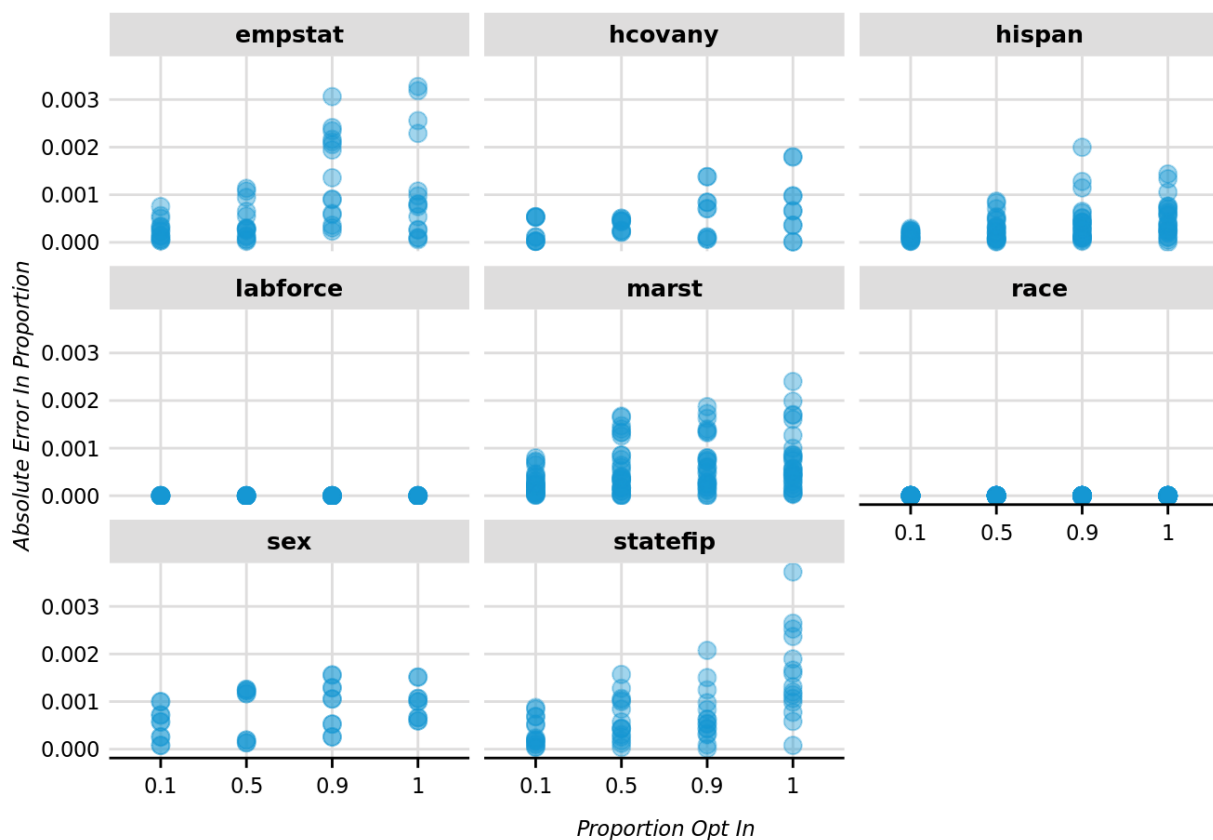 empstat hcovany hispan
0.003
0.002
0.001
0.000
labforce marst race
0.003
0.002
0.001
0.000
0.1 0.5 0.9 1
sex statefip
0.003
0.002
0.001
0.000
0.1 0.5 0.9 1 0.1 0.5 0.9 1
Absolute Error In Proportion
Proportion Opt In